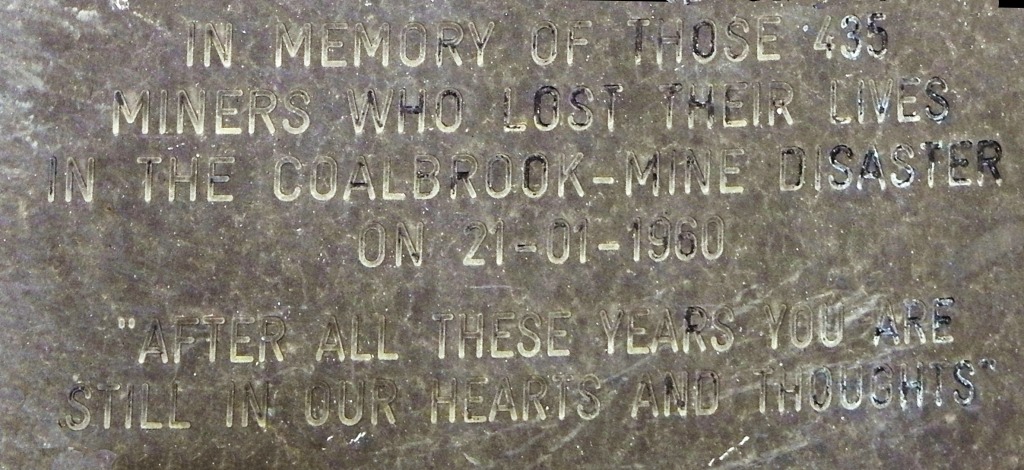 IN MEMORY OF THOSE 435
MINERS WHO LOST THEIR LIVES
IN THE COALBROOK-MINE DISASTER
ON 21-01-1960
"AFTER ALL THESE YEARS YOU ARE
STILL IN OUR HEARTS AND THOUGHTS"